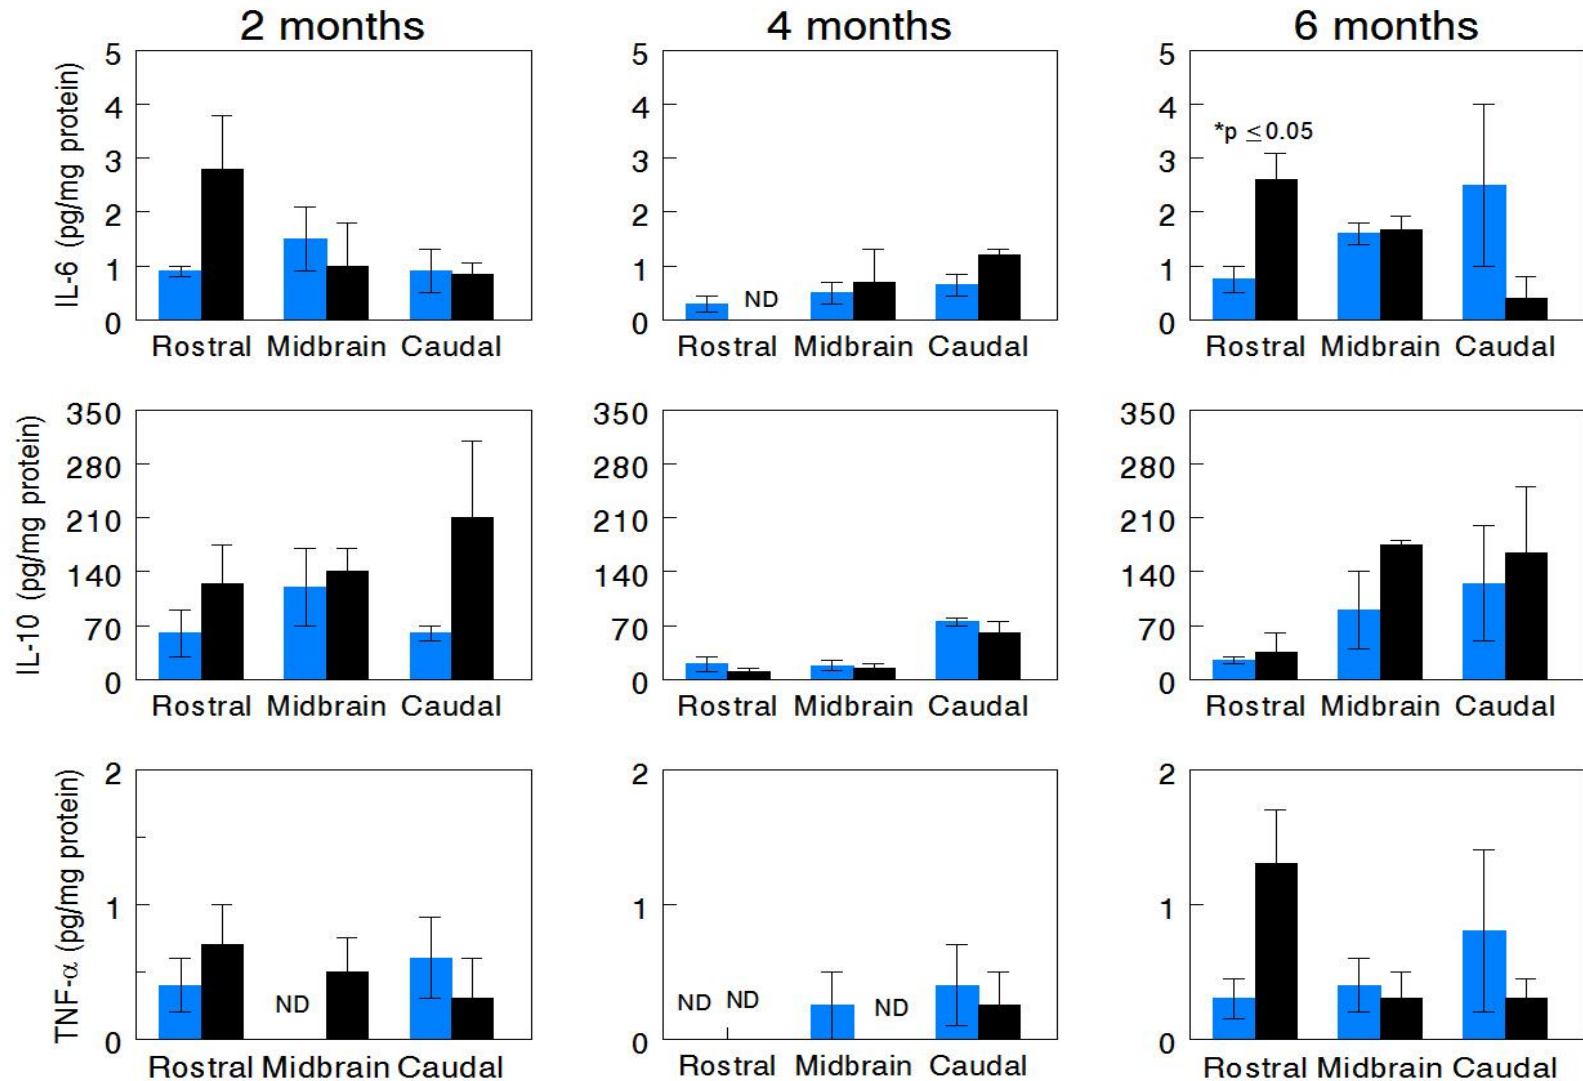 2 months
4 months
6 months
IL-6 (pg/mg protein)
5
4
3
2
1
0
Rostral Midbrain Caudal
5
4
3
2
1
0
ND
Rostral Midbrain Caudal
5
4
3
2
1
0
*p ≤ 0.05
Rostral Midbrain Caudal
IL-10 (pg/mg protein)
350
280
210
140
70
0
Rostral Midbrain Caudal
350
280
210
140
70
0
Rostral Midbrain Caudal
350
280
210
140
70
0
Rostral Midbrain Caudal
TNF-α (pg/mg protein)
2
1
0
ND
Rostral Midbrain Caudal
2
1
0
ND ND ND
Rostral Midbrain Caudal
2
1
0
Rostral Midbrain Caudal